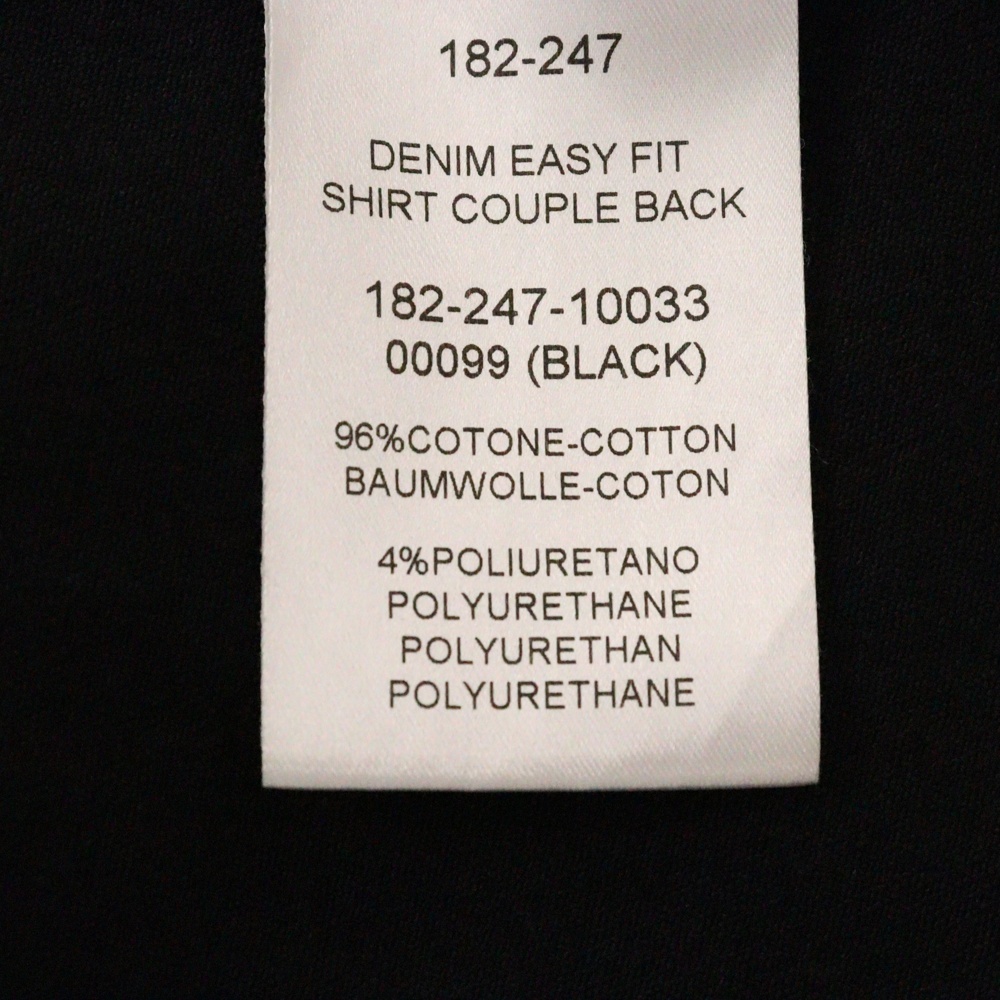 182-247
DENIM EASY FIT
SHIRT COUPLE BACK
182-247-10033
00099 (BLACK)
96%COTONE-COTTON
BAUMWOLLE-COTON
4%POLIURETANO
POLYURETHANE
POLYURETHAN
POLYURETHANE